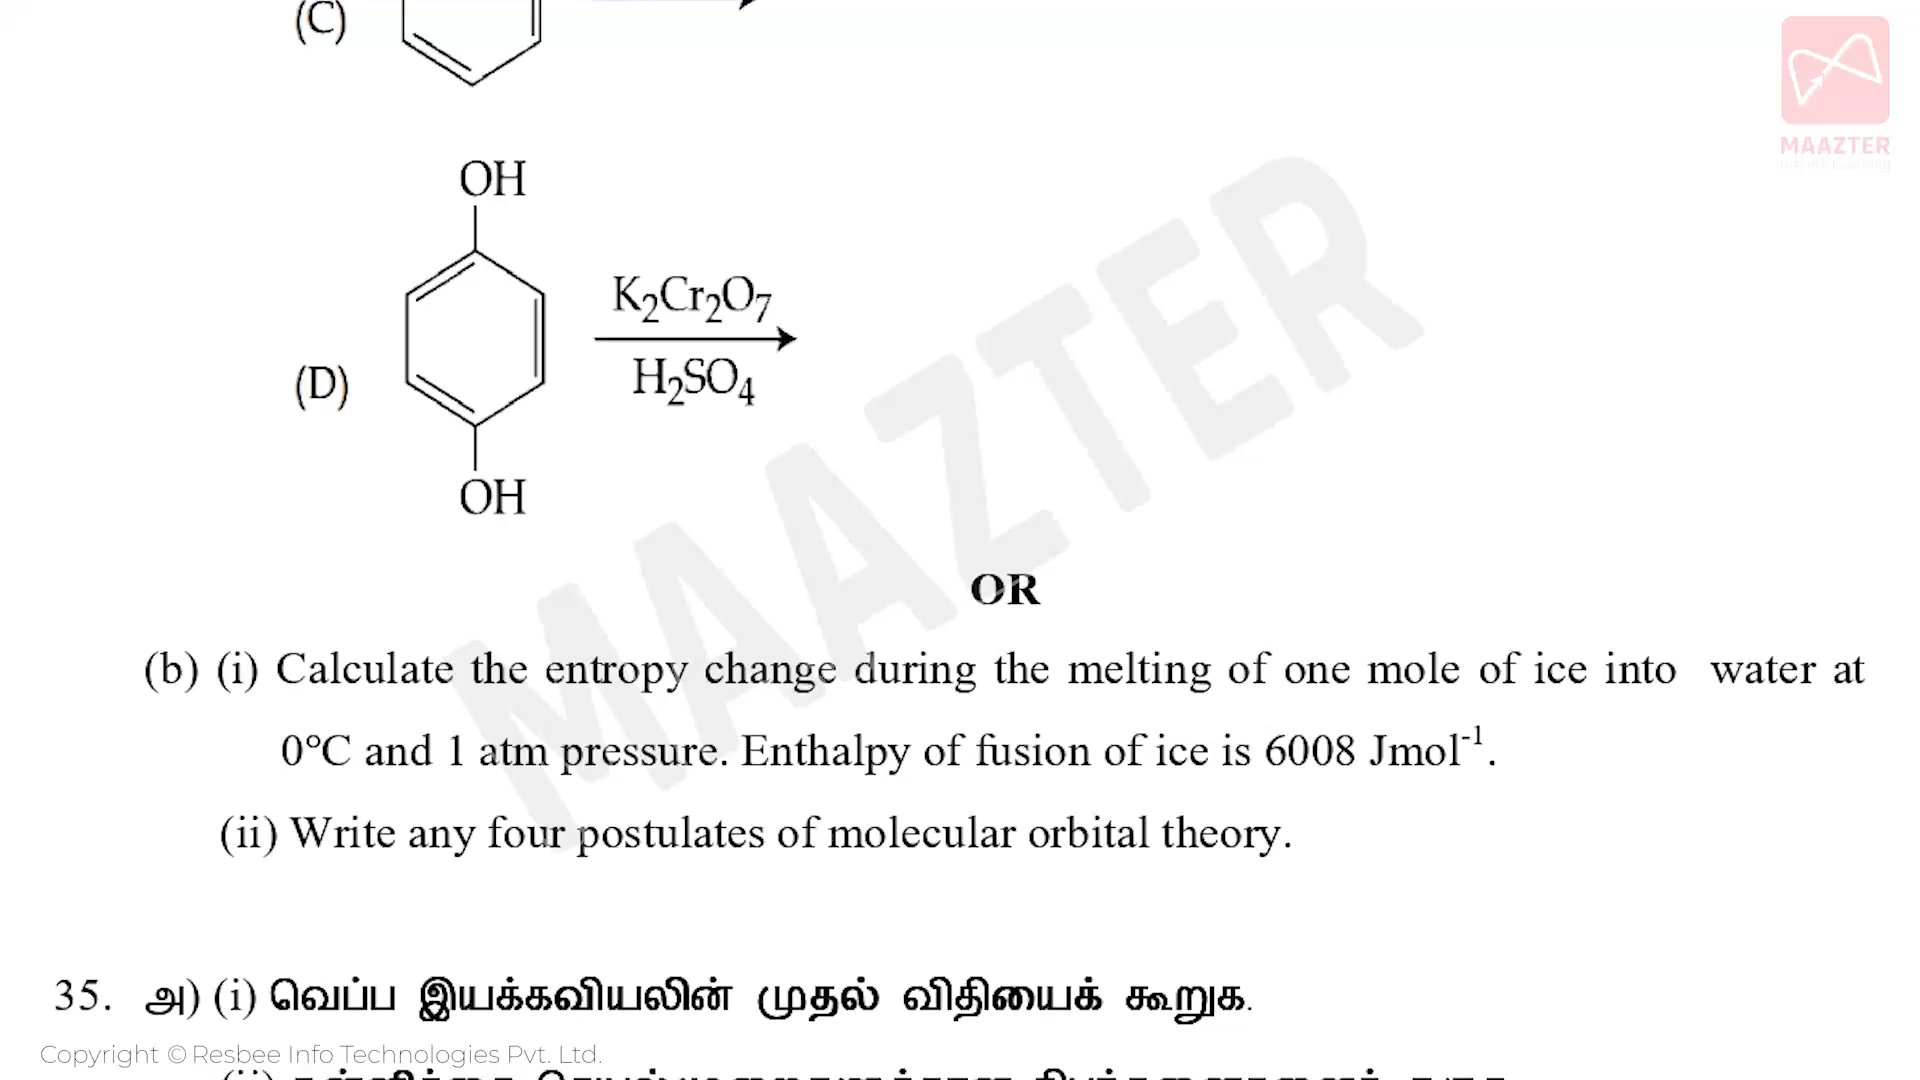 (C)
MAAZTER
OH
K₂Cr₂O₇
(D)
H₂SO₄
OH
MAAZTER
OR
(b) (i) Calculate the entropy change during the melting of one mole of ice into water at
0°C and 1 atm pressure. Enthalpy of fusion of ice is 6008 Jmol⁻¹.
(ii) Write any four postulates of molecular orbital theory.
35. அ) (i) வெப்ப இயக்கவியலின் முதல் விதியைக் கூறுக.
Copyright © Resbee Info Technologies Pvt. Ltd.